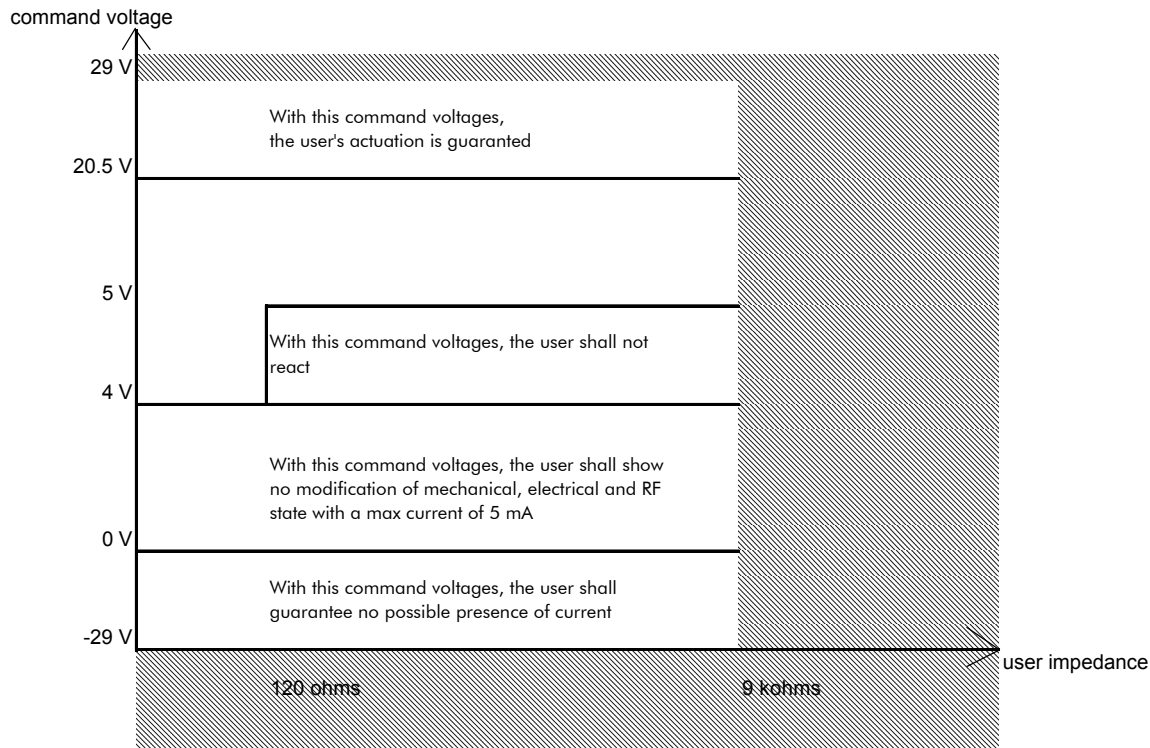 command voltage
29 V
With this command voltages,
the user's actuation is guaranted
20.5 V
5 V
With this command voltages, the user shall not
react
4 V
With this command voltages, the user shall show
no modification of mechanical, electrical and RF
state with a max current of 5 mA
0 V
With this command voltages, the user shall
guarantee no possible presence of current
-29 V
user impedance
120 ohms
9 kohms